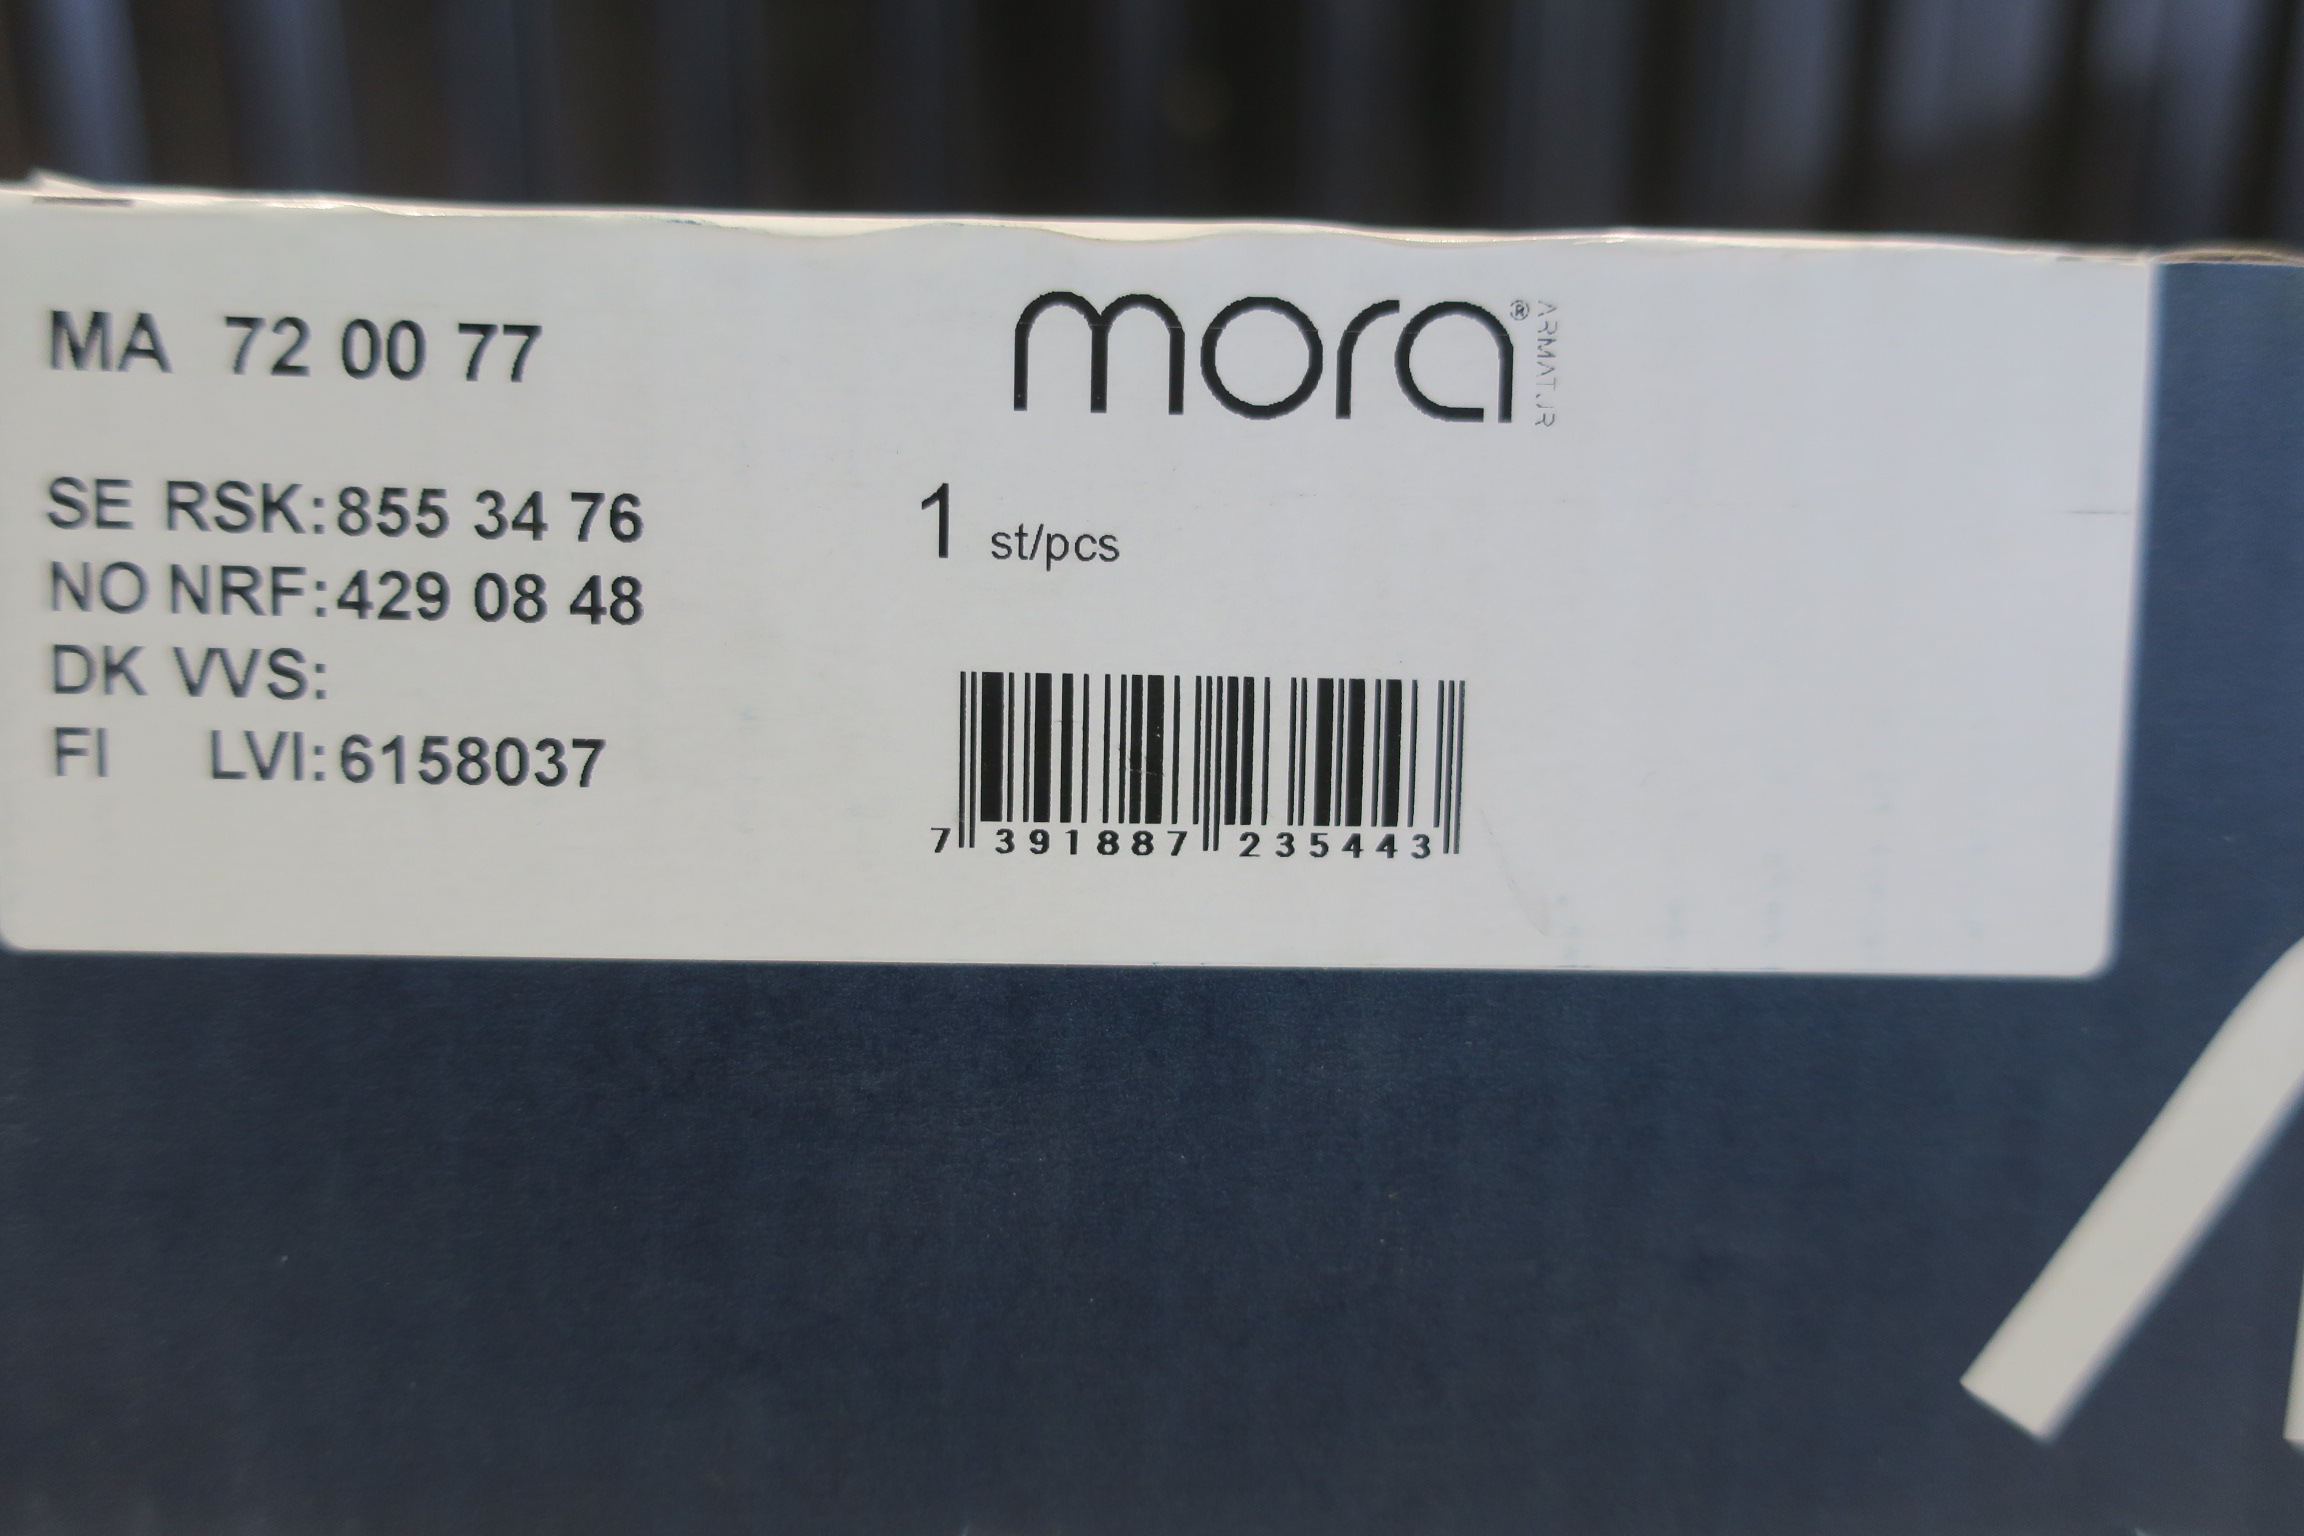 MA 72 00 77
mora®
ARMATUR
SE RSK: 855 34 76
1 st/pcs
NO NRF: 429 08 48
DK VVS:
FI LVI: 6158037
7 391887 235443